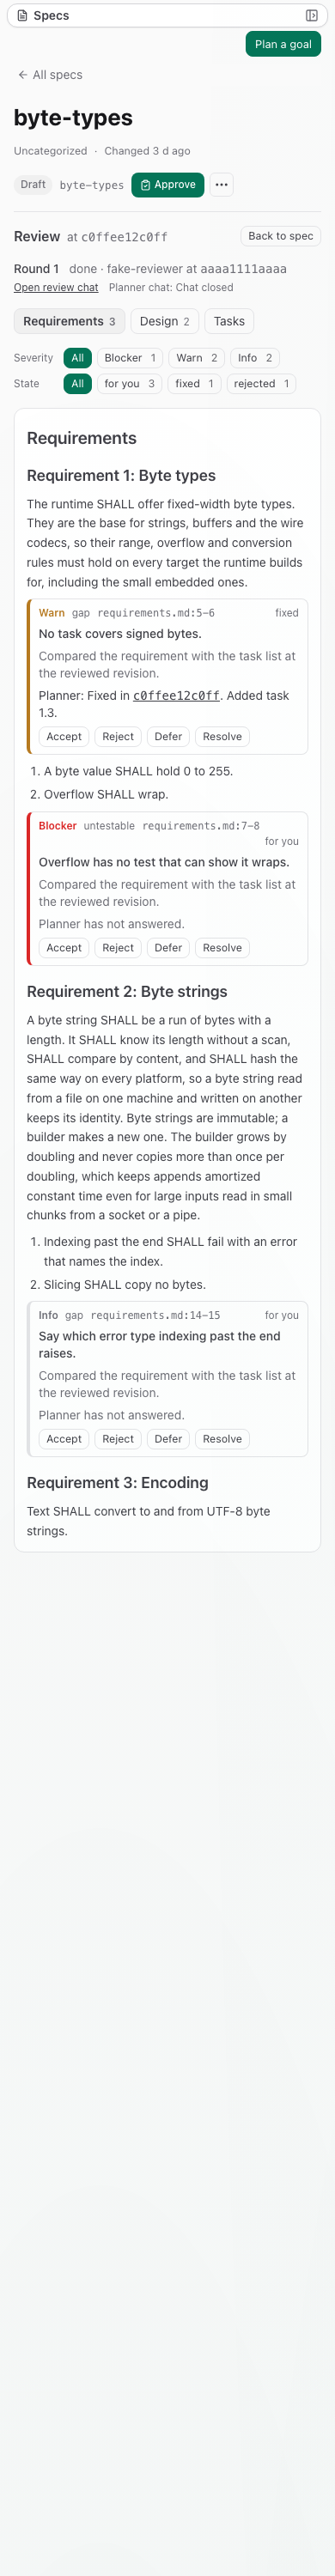 Specs
Plan a goal
All specs
byte-types
Uncategorized · Changed 3 d ago
Draft byte-types Approve
Review at c0ffee12c0ff Back to spec
Round 1 done · fake-reviewer at aaaa1111aaaa
Open review chat Planner chat: Chat closed
Requirements 3 Design 2 Tasks
Severity All Blocker 1 Warn 2 Info 2
State All for you 3 fixed 1 rejected 1
Requirements
Requirement 1: Byte types
The runtime SHALL offer fixed-width byte types.
They are the base for strings, buffers and the wire
codecs, so their range, overflow and conversion
rules must hold on every target the runtime builds
for, including the small embedded ones.
Warn gap requirements.md:5-6 fixed
No task covers signed bytes.
Compared the requirement with the task list at
the reviewed revision.
Planner: Fixed in c0ffee12c0ff. Added task
1.3.
Accept Reject Defer Resolve
1. A byte value SHALL hold 0 to 255.
2. Overflow SHALL wrap.
Blocker untestable requirements.md:7-8
for you
Overflow has no test that can show it wraps.
Compared the requirement with the task list at
the reviewed revision.
Planner has not answered.
Accept Reject Defer Resolve
Requirement 2: Byte strings
A byte string SHALL be a run of bytes with a
length. It SHALL know its length without a scan,
SHALL compare by content, and SHALL hash the
same way on every platform, so a byte string read
from a file on one machine and written on another
keeps its identity. Byte strings are immutable; a
builder makes a new one. The builder grows by
doubling and never copies more than once per
doubling, which keeps appends amortized
constant time even for large inputs read in small
chunks from a socket or a pipe.
1. Indexing past the end SHALL fail with an error
that names the index.
2. Slicing SHALL copy no bytes.
Info gap requirements.md:14-15 for you
Say which error type indexing past the end
raises.
Compared the requirement with the task list at
the reviewed revision.
Planner has not answered.
Accept Reject Defer Resolve
Requirement 3: Encoding
Text SHALL convert to and from UTF-8 byte
strings.